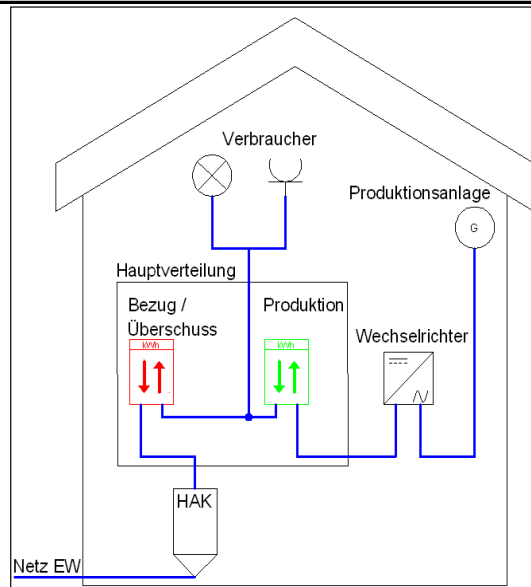 Verbraucher
Produktionsanlage
G
Hauptverteilung
Bezug /
Überschuss
Produktion
kWh
kWh
Wechselrichter
HAK
Netz EW